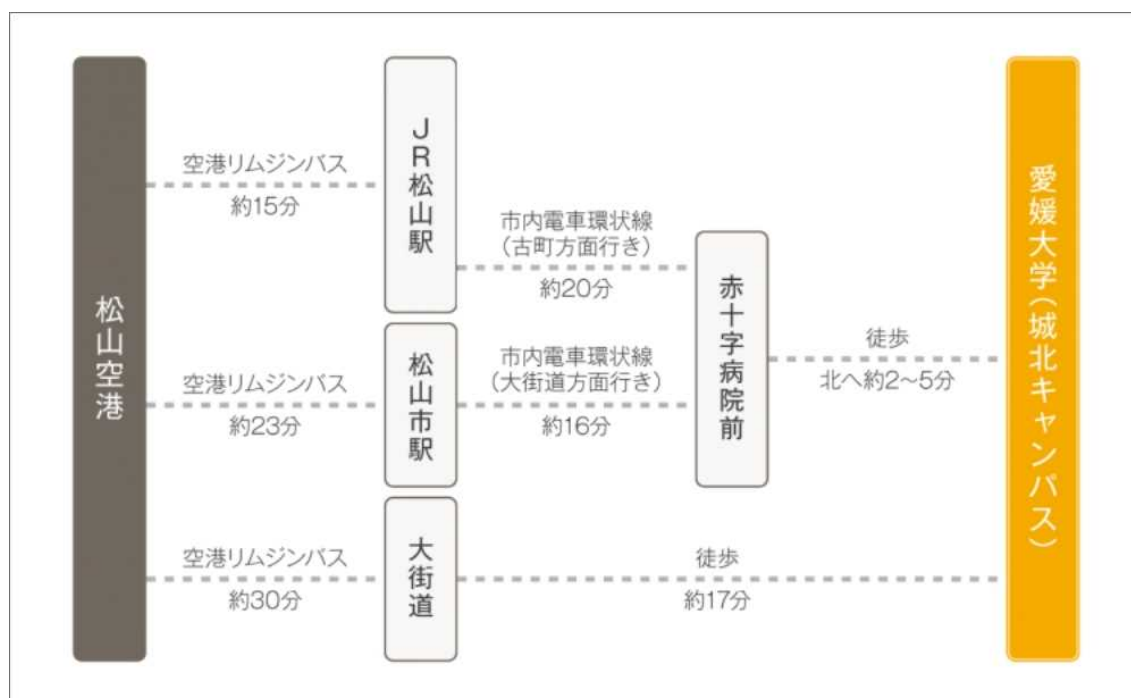 松山空港
空港リムジンバス
約15分
JR松山駅
市内電車環状線
（古町方面行き）
約20分
空港リムジンバス
約23分
松山市駅
市内電車環状線
（大街道方面行き）
約16分
赤十字病院前
徒歩
北へ約2～5分
空港リムジンバス
約30分
大街道
徒歩
約17分
愛媛大学（城北キャンパス）